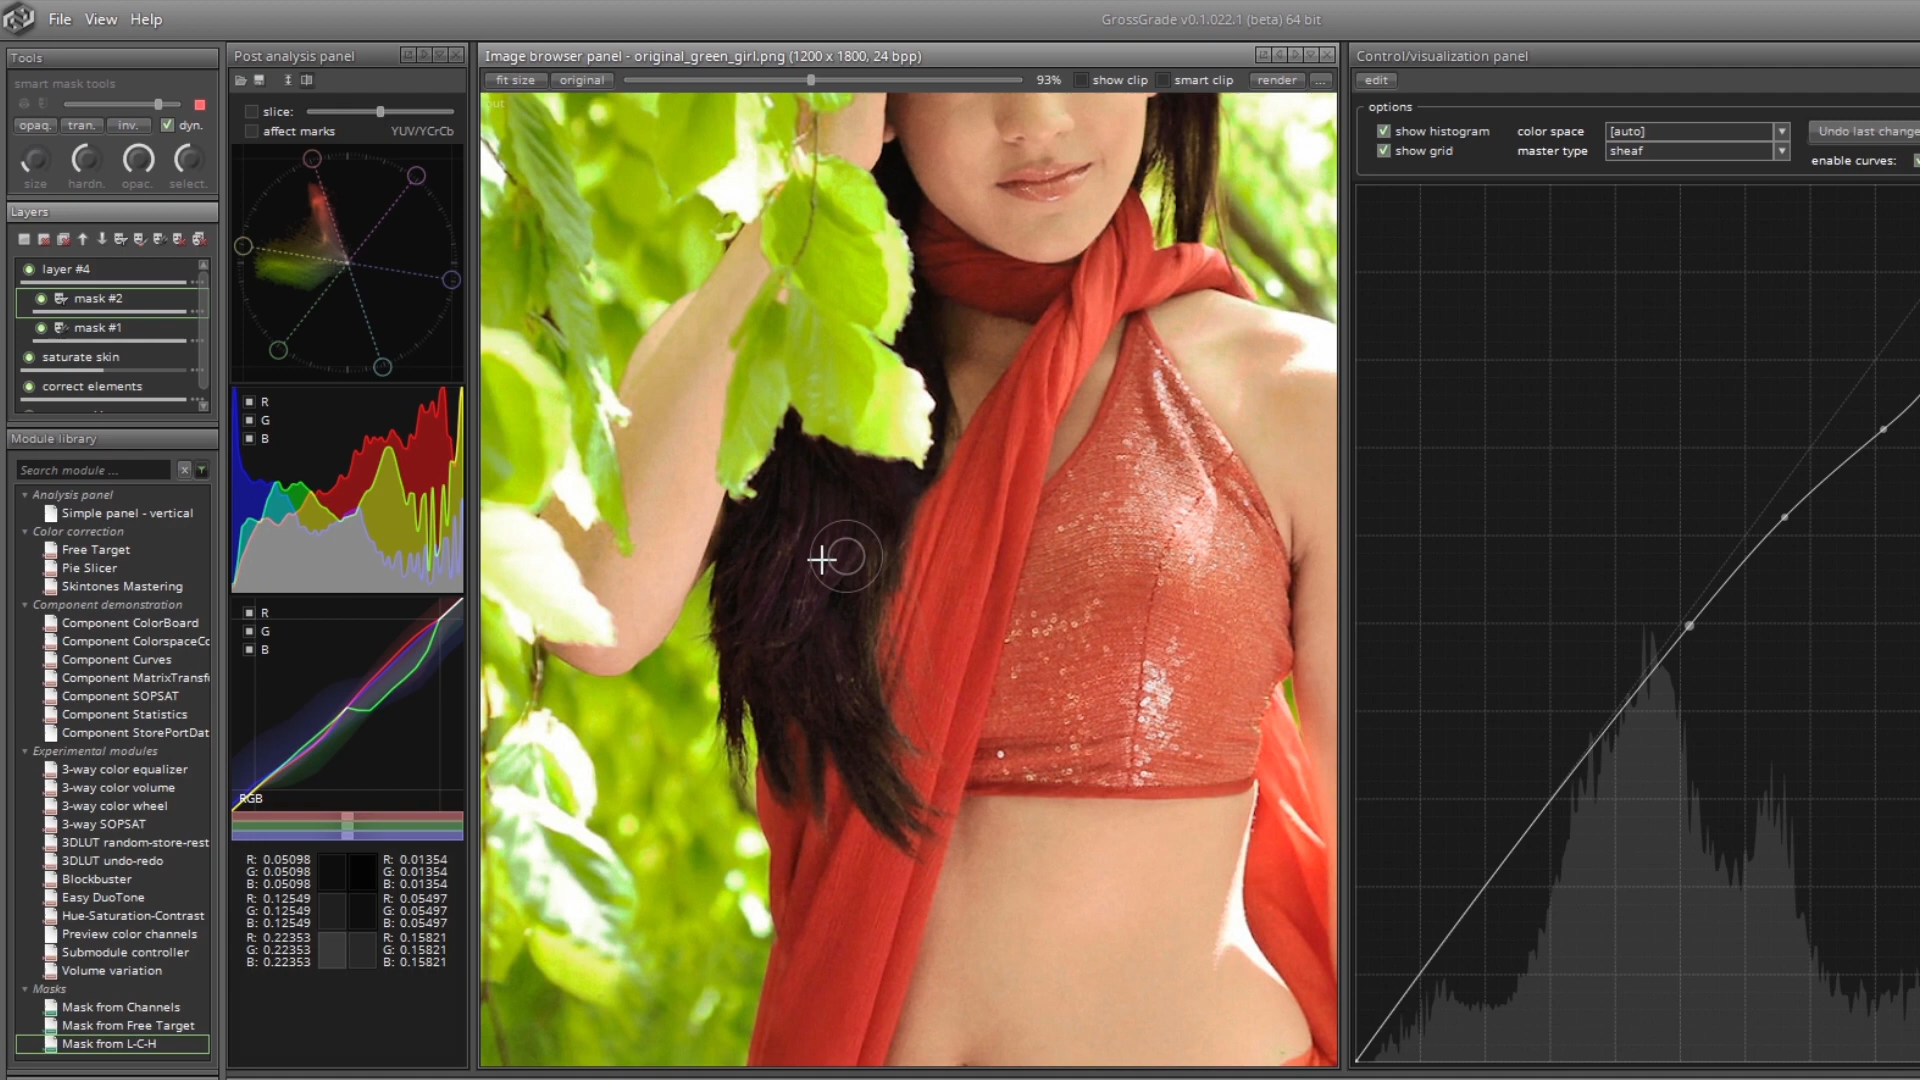 File View Help
GrossGrade v0.1.022.1 (beta) 64 bit
Tools
smart mask tools
opaq. tran. inv. dyn.
size hardn. opac. select.
Layers
layer #4
mask #2
mask #1
saturate skin
correct elements
Module library
Search module ...
Analysis panel
Simple panel - vertical
Color correction
Free Target
Pie Slicer
Skintones Mastering
Component demonstration
Component ColorBoard
Component ColorspaceCo
Component Curves
Component MatrixTransf
Component SOPSAT
Component Statistics
Component StorePortDat
Experimental modules
3-way color equalizer
3-way color volume
3-way color wheel
3-way SOPSAT
3DLUT random-store-rest
3DLUT undo-redo
Blockbuster
Easy DuoTone
Hue-Saturation-Contrast
Preview color channels
Submodule controller
Volume variation
Masks
Mask from Channels
Mask from Free Target
Mask from L-C-H
Post analysis panel
slice:
affect marks YUV/YCrCb
R
G
B
R
G
B
RGB
R: 0.05098 R: 0.01354
G: 0.05098 G: 0.01354
B: 0.05098 B: 0.01354
R: 0.12549 R: 0.05497
G: 0.12549 G: 0.05497
B: 0.12549 B: 0.05497
R: 0.22353 R: 0.15821
G: 0.22353 G: 0.15821
B: 0.22353 B: 0.15821
Image browser panel - original_green_girl.png (1200 x 1800, 24 bpp)
fit size original 93% show clip smart clip render ...
out
Control/visualization panel
edit
options
show histogram color space [auto] Undo last change
show grid master type sheaf enable curves: